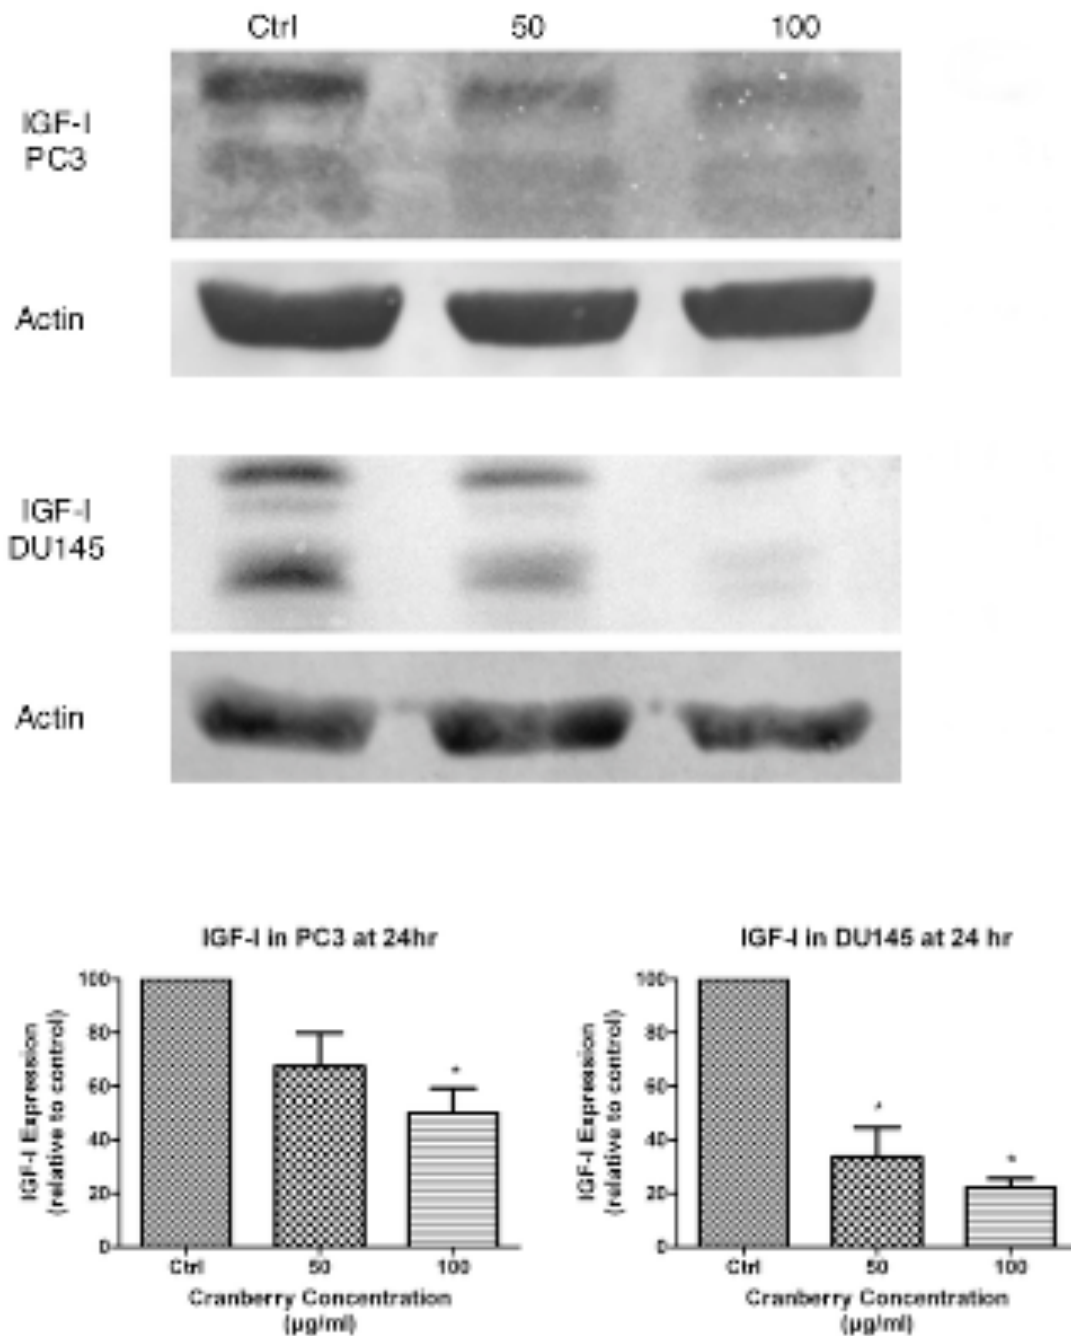 Ctrl 50 100
IGF-I
PC3
Actin
IGF-I
DU145
Actin
IGF-I in PC3 at 24hr
IGF-I Expression
(relative to control)
100
80
60
40
20
0
*
Ctrl 50 100
Cranberry Concentration
(µg/ml)
IGF-I in DU145 at 24 hr
IGF-I Expression
(relative to control)
100
80
60
40
20
0
*
*
Ctrl 50 100
Cranberry Concentration
(µg/ml)